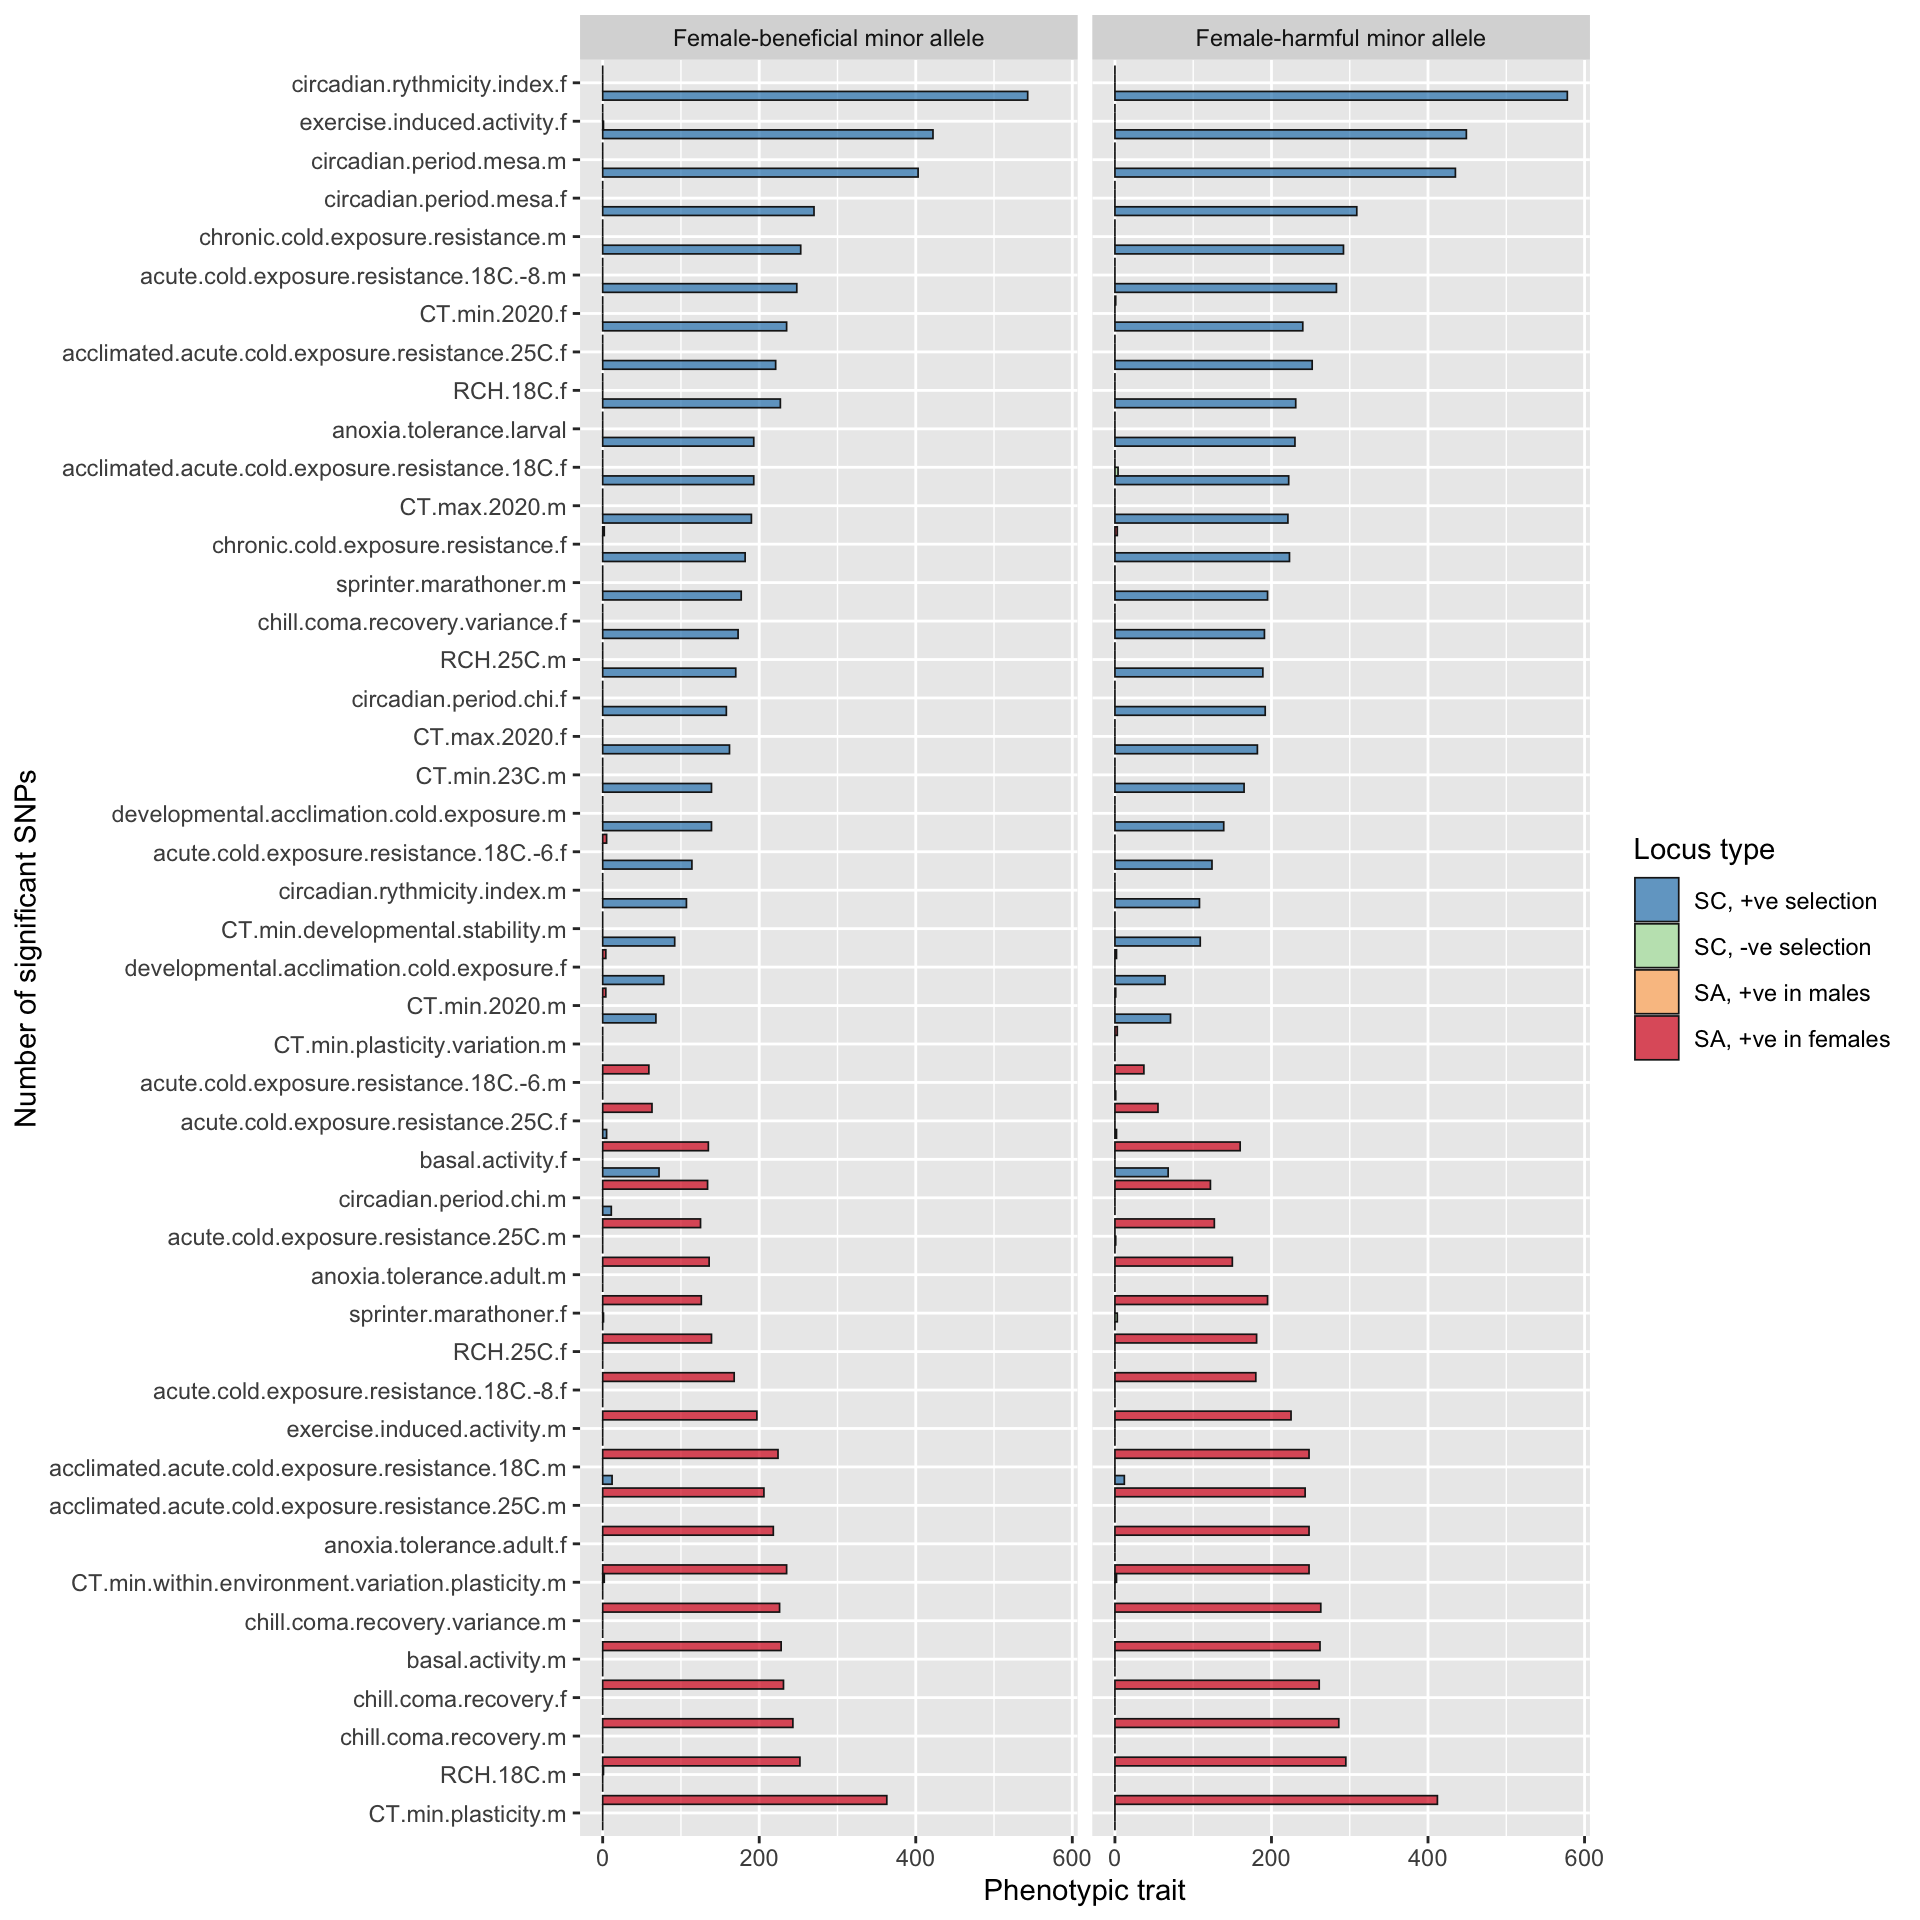 Female-beneficial minor allele
Female-harmful minor allele
circadian.rythmicity.index.f
exercise.induced.activity.f
circadian.period.mesa.m
circadian.period.mesa.f
chronic.cold.exposure.resistance.m
acute.cold.exposure.resistance.18C.-8.m
CT.min.2020.f
acclimated.acute.cold.exposure.resistance.25C.f
RCH.18C.f
anoxia.tolerance.larval
acclimated.acute.cold.exposure.resistance.18C.f
CT.max.2020.m
chronic.cold.exposure.resistance.f
sprinter.marathoner.m
chill.coma.recovery.variance.f
RCH.25C.m
circadian.period.chi.f
CT.max.2020.f
CT.min.23C.m
developmental.acclimation.cold.exposure.m
acute.cold.exposure.resistance.18C.-6.f
circadian.rythmicity.index.m
CT.min.developmental.stability.m
developmental.acclimation.cold.exposure.f
CT.min.2020.m
CT.min.plasticity.variation.m
acute.cold.exposure.resistance.18C.-6.m
acute.cold.exposure.resistance.25C.f
basal.activity.f
circadian.period.chi.m
acute.cold.exposure.resistance.25C.m
anoxia.tolerance.adult.m
sprinter.marathoner.f
RCH.25C.f
acute.cold.exposure.resistance.18C.-8.f
exercise.induced.activity.m
acclimated.acute.cold.exposure.resistance.18C.m
acclimated.acute.cold.exposure.resistance.25C.m
anoxia.tolerance.adult.f
CT.min.within.environment.variation.plasticity.m
chill.coma.recovery.variance.m
basal.activity.m
chill.coma.recovery.f
chill.coma.recovery.m
RCH.18C.m
CT.min.plasticity.m
Number of significant SNPs
0 200 400 600
0 200 400 600
Phenotypic trait
Locus type
SC, +ve selection
SC, -ve selection
SA, +ve in males
SA, +ve in females